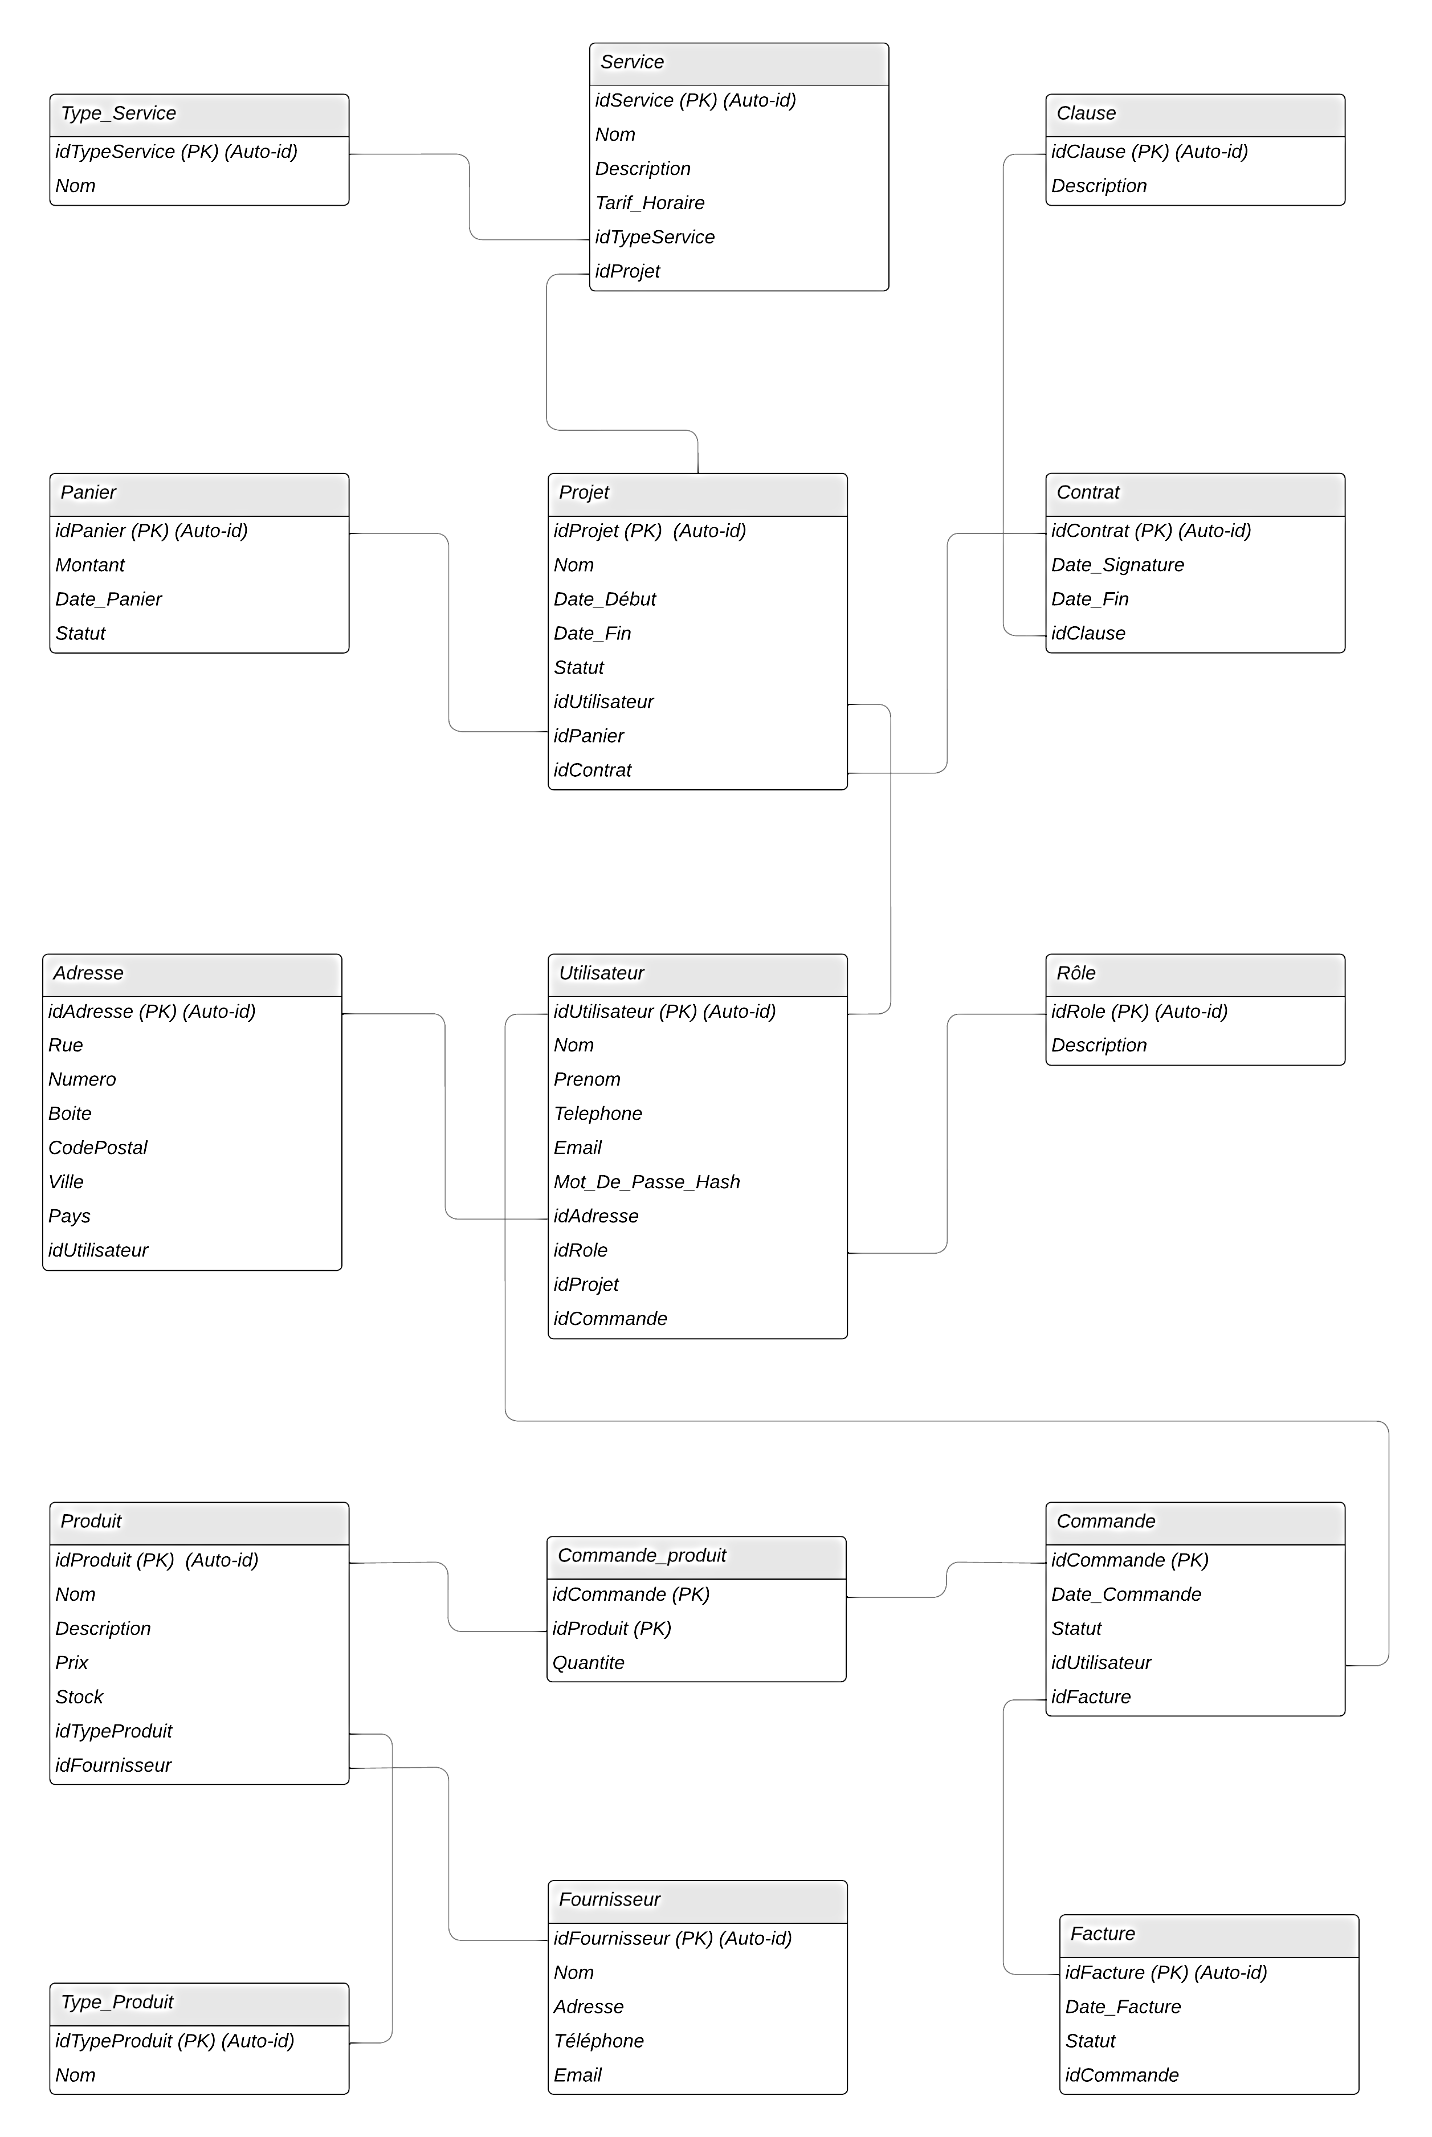 Service
idService (PK) (Auto-id)
Nom
Description
Tarif_Horaire
idTypeService
idProjet
Type_Service
idTypeService (PK) (Auto-id)
Nom
Clause
idClause (PK) (Auto-id)
Description
Panier
idPanier (PK) (Auto-id)
Montant
Date_Panier
Statut
Projet
idProjet (PK)  (Auto-id)
Nom
Date_Début
Date_Fin
Statut
idUtilisateur
idPanier
idContrat
Contrat
idContrat (PK) (Auto-id)
Date_Signature
Date_Fin
idClause
Adresse
idAdresse (PK) (Auto-id)
Rue
Numero
Boite
CodePostal
Ville
Pays
idUtilisateur
Utilisateur
idUtilisateur (PK) (Auto-id)
Nom
Prenom
Telephone
Email
Mot_De_Passe_Hash
idAdresse
idRole
idProjet
idCommande
Rôle
idRole (PK) (Auto-id)
Description
Produit
idProduit (PK)  (Auto-id)
Nom
Description
Prix
Stock
idTypeProduit
idFournisseur
Commande_produit
idCommande (PK)
idProduit (PK)
Quantite
Commande
idCommande (PK)
Date_Commande
Statut
idUtilisateur
idFacture
Type_Produit
idTypeProduit (PK) (Auto-id)
Nom
Fournisseur
idFournisseur (PK) (Auto-id)
Nom
Adresse
Téléphone
Email
Facture
idFacture (PK) (Auto-id)
Date_Facture
Statut
idCommande